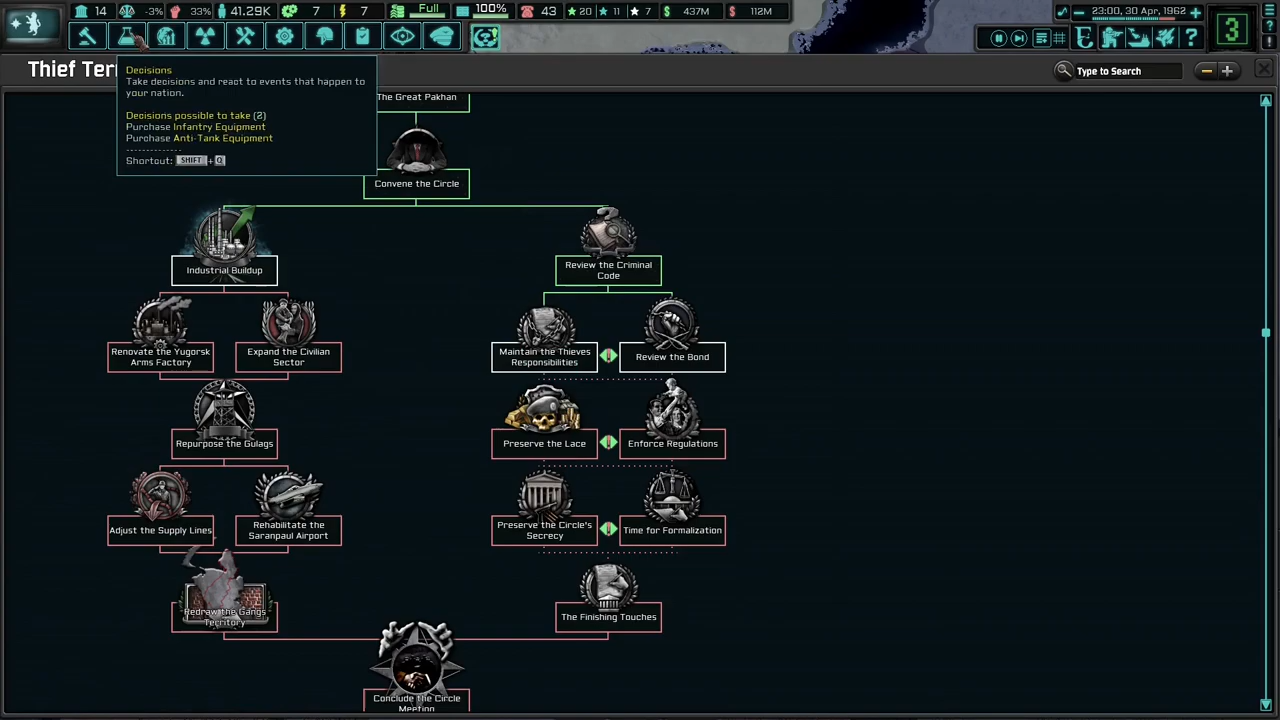 14 -3% 33% 41.29K 7 7 Full 100% 43 20 11 7 437M 112M 23:00, 30 Apr, 1962
3
Thief Ter
Type to Search
Decisions
Take decisions and react to events that happen to
your nation.
Decisions possible to take (2)
Purchase Infantry Equipment
Purchase Anti-Tank Equipment
--------------
Shortcut: SHIFT + Q
The Great Pakhan
Convene the Circle
Industrial Buildup
Review the Criminal
Code
Renovate the Yugorsk
Arms Factory
Expand the Civilian
Sector
Maintain the Thieves
Responsibilities
Review the Bond
Repurpose the Gulags
Preserve the Lace
Enforce Regulations
Adjust the Supply Lines
Rehabilitate the
Saranpaul Airport
Preserve the Circle's
Secrecy
Time for Formalization
Redraw the Gangs
Territory
The Finishing Touches
Conclude the Circle
Meeting